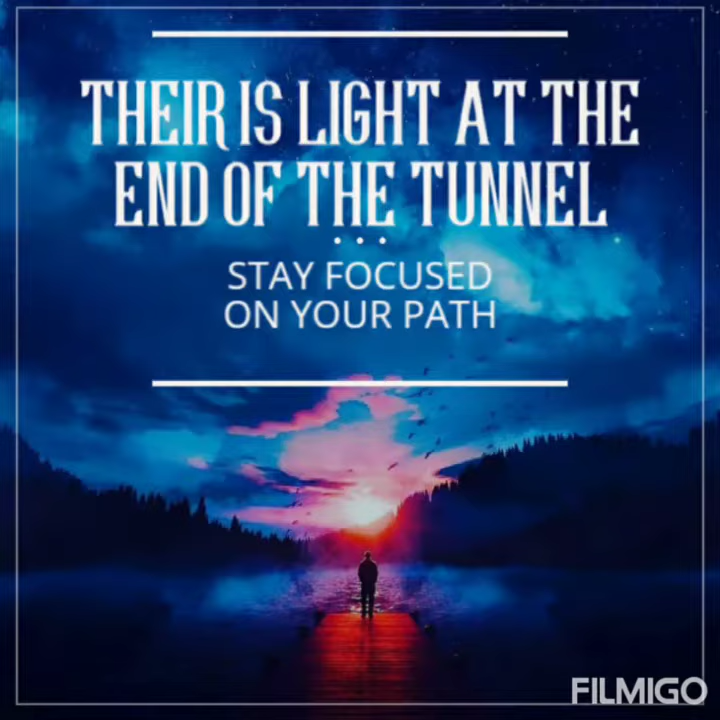 THEIR IS LIGHT AT THE
END OF THE TUNNEL
STAY FOCUSED
ON YOUR PATH
FILMIGO